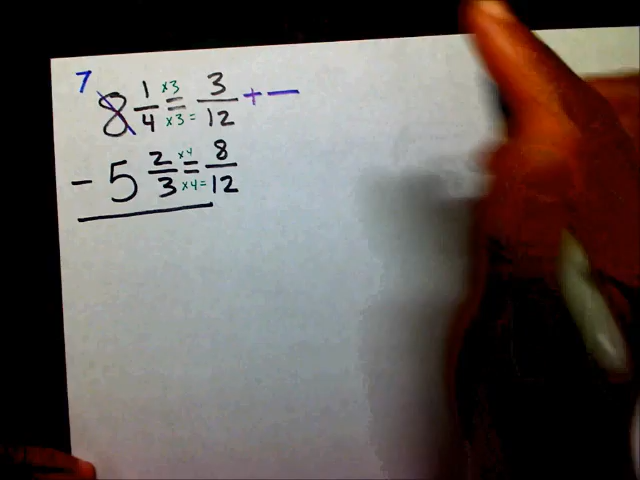 7 8 1/4 ×3 = ×3= 3/12 + —
- 5 2/3 ×4 = ×4= 8/12